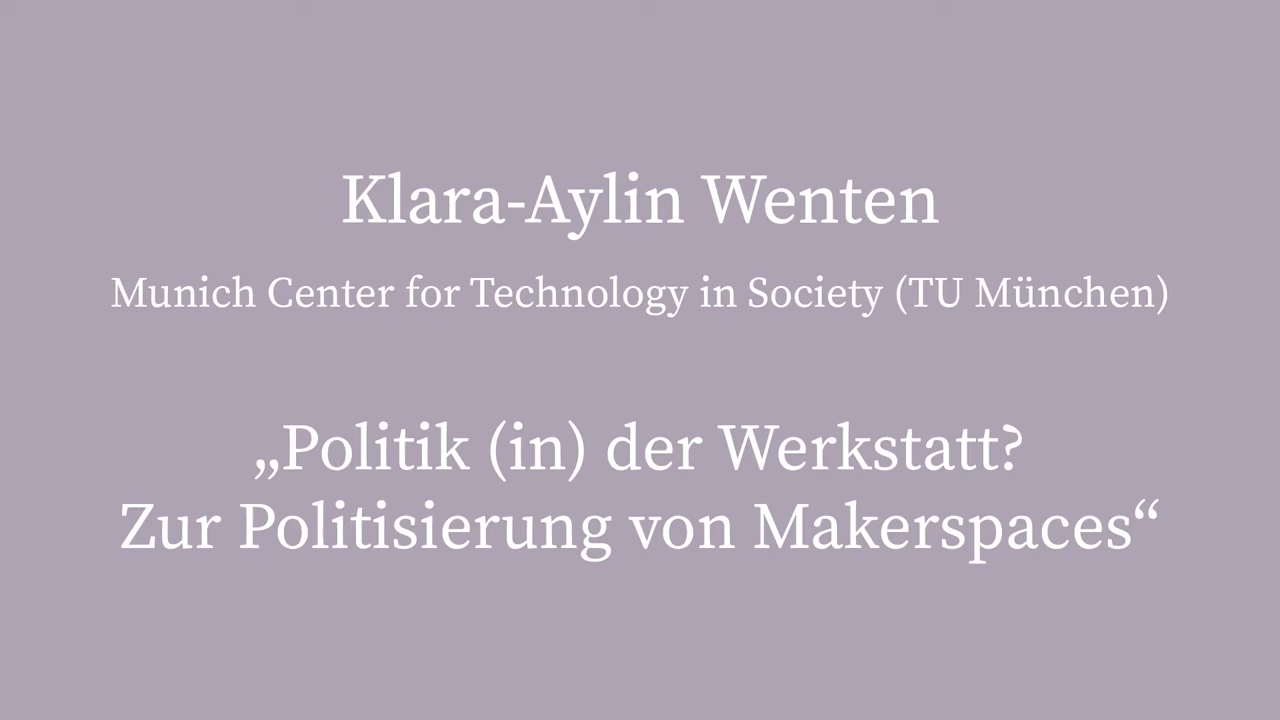 Klara-Aylin Wenten
Munich Center for Technology in Society (TU München)
„Politik (in) der Werkstatt?
Zur Politisierung von Makerspaces“